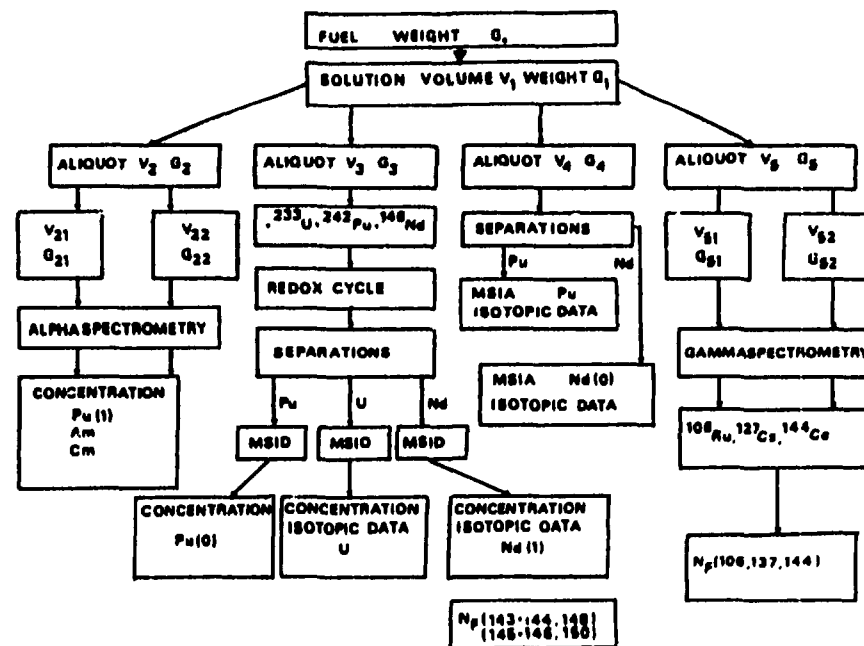 FUEL WEIGHT G,
SOLUTION VOLUME V1 WEIGHT G1
ALIQUOT V2 G2
ALIQUOT V3 G3
ALIQUOT V4 G4
ALIQUOT V5 G5
V21
G21
V22
G22
, 233U, 242Pu, 146Nd
SEPARATIONS
V51
G51
V52
G52
Pu
Nd
REDOX CYCLE
MSIA Pu
ISOTOPIC DATA
ALPHASPECTROMETRY
SEPARATIONS
GAMMASPECTROMETRY
MSIA Nd(0)
ISOTOPIC DATA
CONCENTRATION
Pu(1)
Am
Cm
Pu
U
Nd
MSID
MSID
MSID
106Ru, 127Cs, 144Ce
CONCENTRATION
Pu(0)
CONCENTRATION
ISOTOPIC DATA
U
CONCENTRATION
ISOTOPIC DATA
Nd(1)
NF(106,137,144)
NF(143+144,148)
(145+146,150)